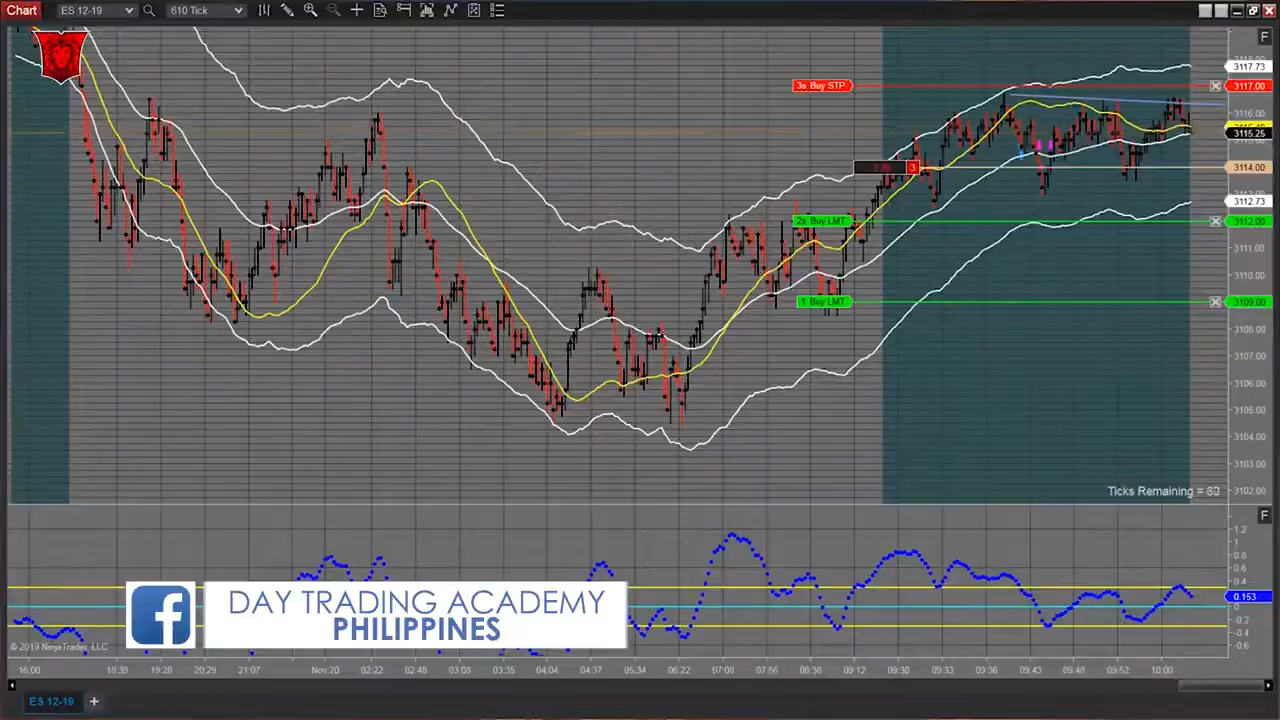 Chart ES 12-19 610 Tick
F
3117.73
3s Buy STP 3117.00
3116.00
3115.25
3 3114.00
3112.73
2s Buy LMT 3112.00
3111.00
3110.00
1 Buy LMT 3109.00
3108.00
3107.00
3106.00
3105.00
3104.00
3103.00
Ticks Remaining = 60
3102.00
F
1.2
1
0.8
0.6
0.4
0.153
0
-0.2
-0.4
-0.6
DAY TRADING ACADEMY
PHILIPPINES
© 2019 NinjaTrader, LLC
16:00 18:39 19:28 20:29 21:07 Nov.20 02:22 02:48 03:08 03:35 04:04 04:37 05:34 06:22 07:08 07:56 08:38 09:12 09:30 09:33 09:36 09:43 09:48 09:52 10:00
ES 12-19